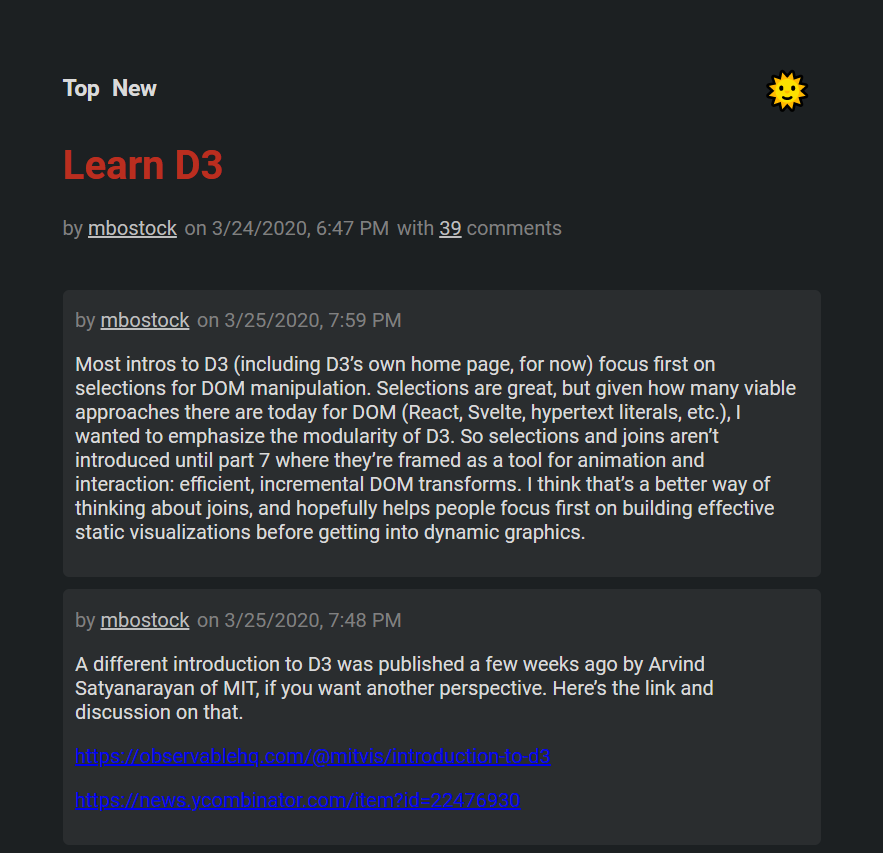 Top New
Learn D3
by mbostock on 3/24/2020, 6:47 PM with 39 comments
by mbostock on 3/25/2020, 7:59 PM
Most intros to D3 (including D3’s own home page, for now) focus first on
selections for DOM manipulation. Selections are great, but given how many viable
approaches there are today for DOM (React, Svelte, hypertext literals, etc.), I
wanted to emphasize the modularity of D3. So selections and joins aren’t
introduced until part 7 where they’re framed as a tool for animation and
interaction: efficient, incremental DOM transforms. I think that’s a better way of
thinking about joins, and hopefully helps people focus first on building effective
static visualizations before getting into dynamic graphics.
by mbostock on 3/25/2020, 7:48 PM
A different introduction to D3 was published a few weeks ago by Arvind
Satyanarayan of MIT, if you want another perspective. Here’s the link and
discussion on that.
https://observablehq.com/@mitvis/introduction-to-d3
https://news.ycombinator.com/item?id=22476930